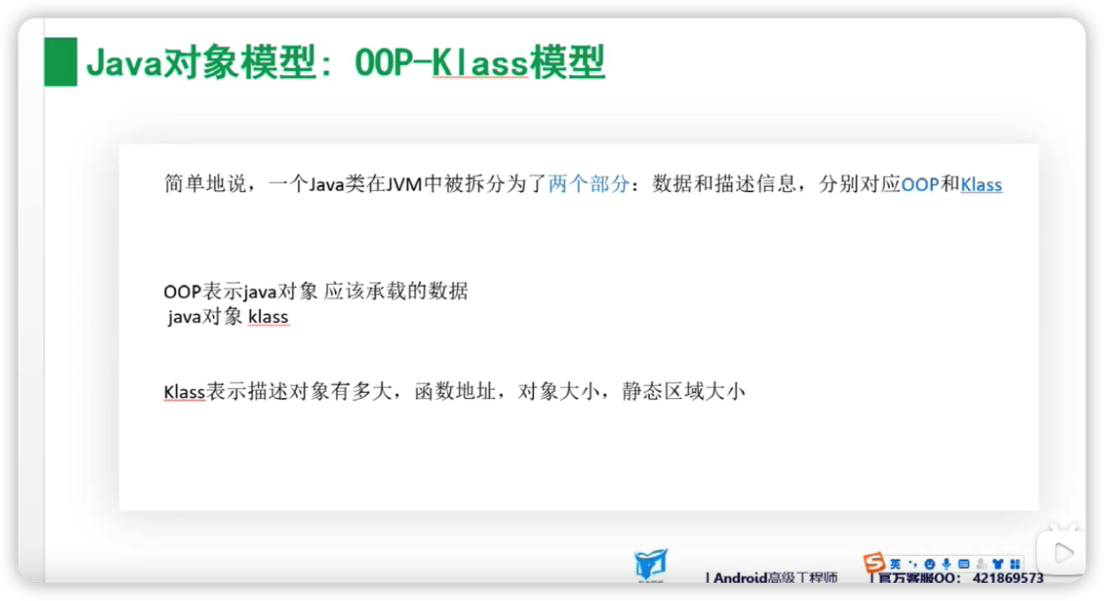 Java对象模型：OOP-Klass模型
简单地说，一个Java类在JVM中被拆分为了两个部分：数据和描述信息，分别对应OOP和Klass
OOP表示java对象 应该承载的数据
java对象 klass
Klass表示描述对象有多大，函数地址，对象大小，静态区域大小
英
| Android高级工程师
| 官方客服QQ： 421869573